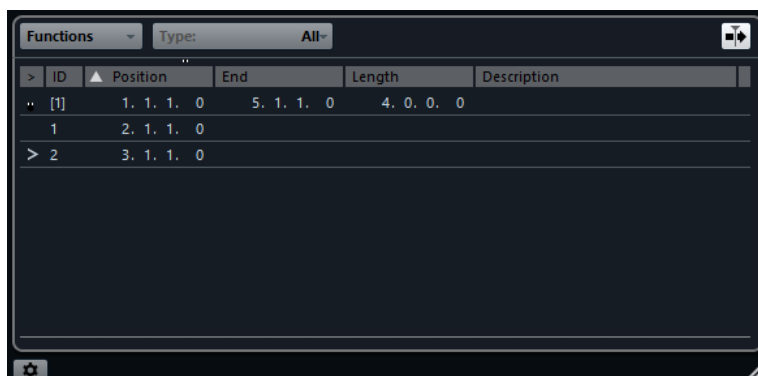 Functions Type: All
> ID Position End Length Description
[1] 1. 1. 1. 0 5. 1. 1. 0 4. 0. 0. 0
1 2. 1. 1. 0
> 2 3. 1. 1. 0